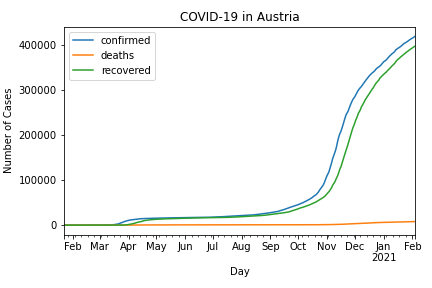 COVID-19 in Austria
confirmed
deaths
recovered
Number of Cases
400000
300000
200000
100000
0
Feb Mar Apr May Jun Jul Aug Sep Oct Nov Dec Jan Feb
2021
Day